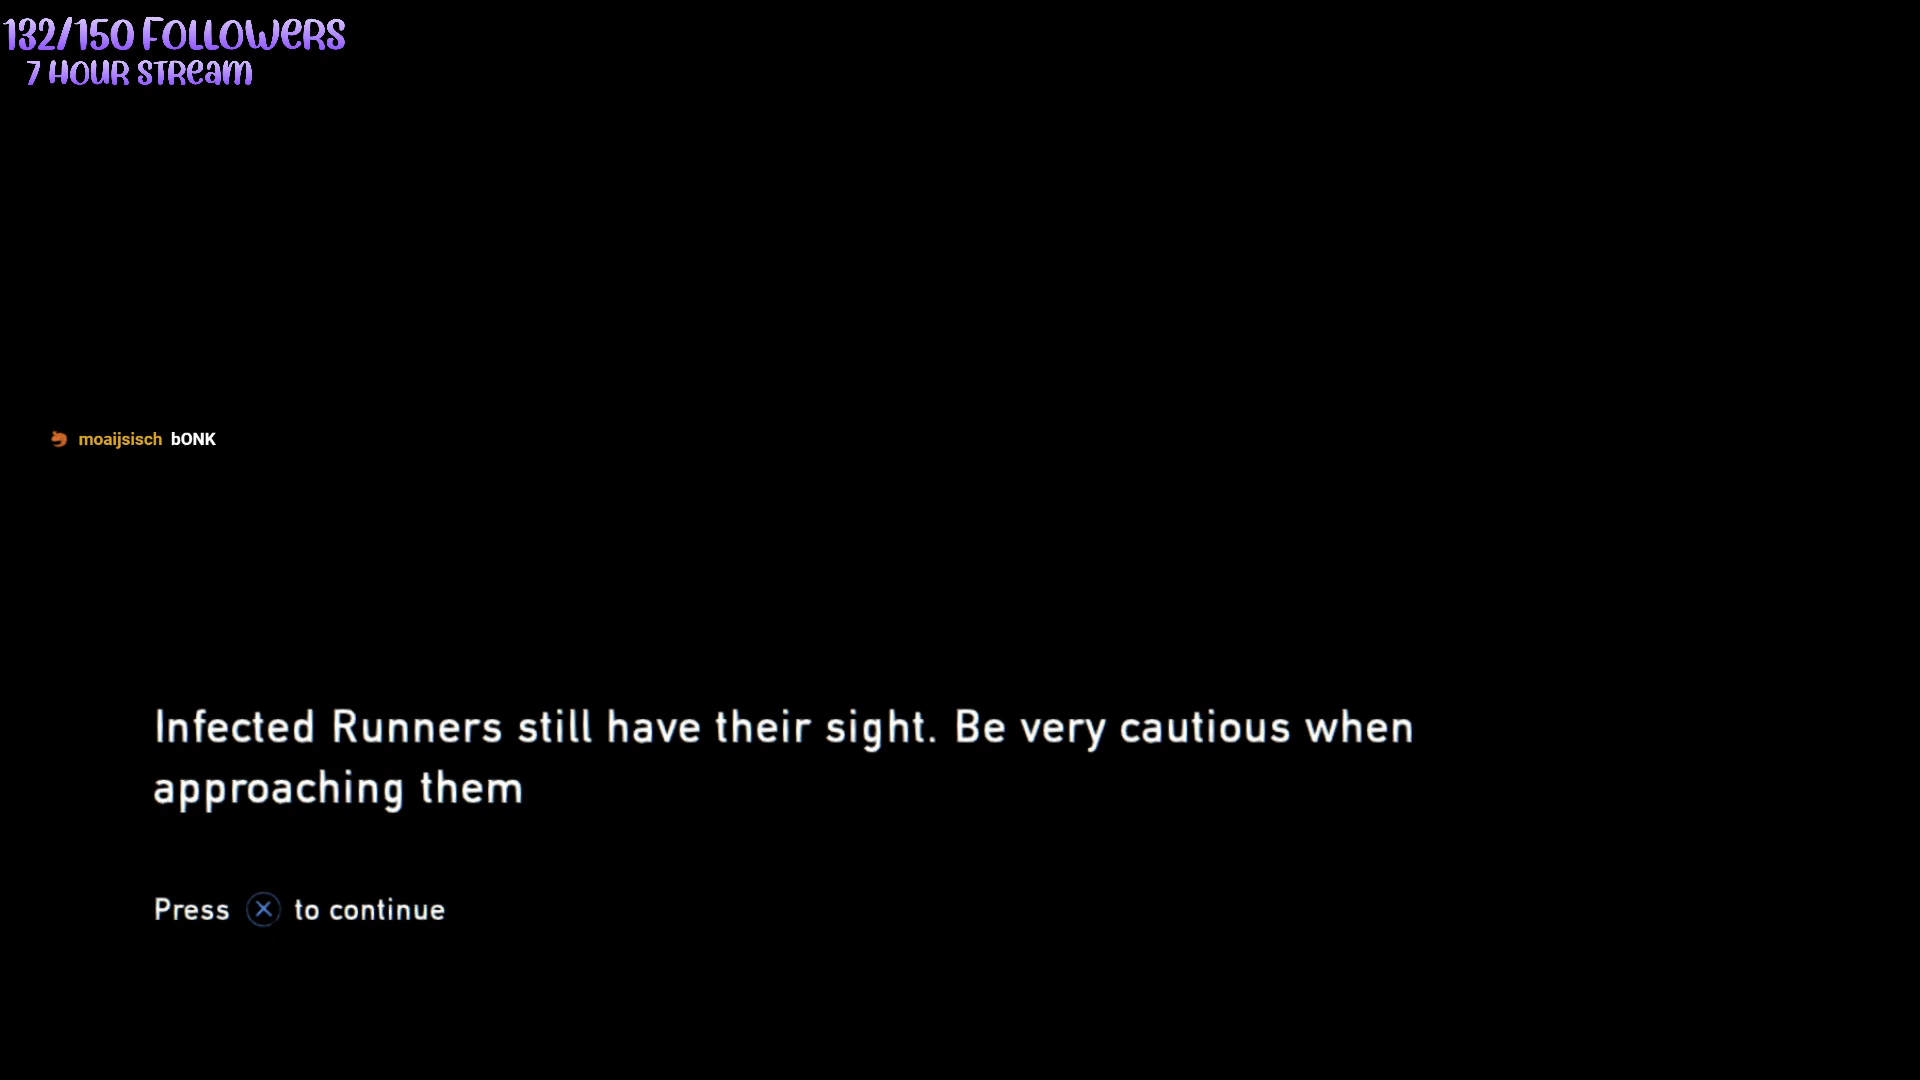 132/150 FOLLOWERS
7 HOUR STREAM
moaijsisch bONK
Infected Runners still have their sight. Be very cautious when
approaching them
Press to continue